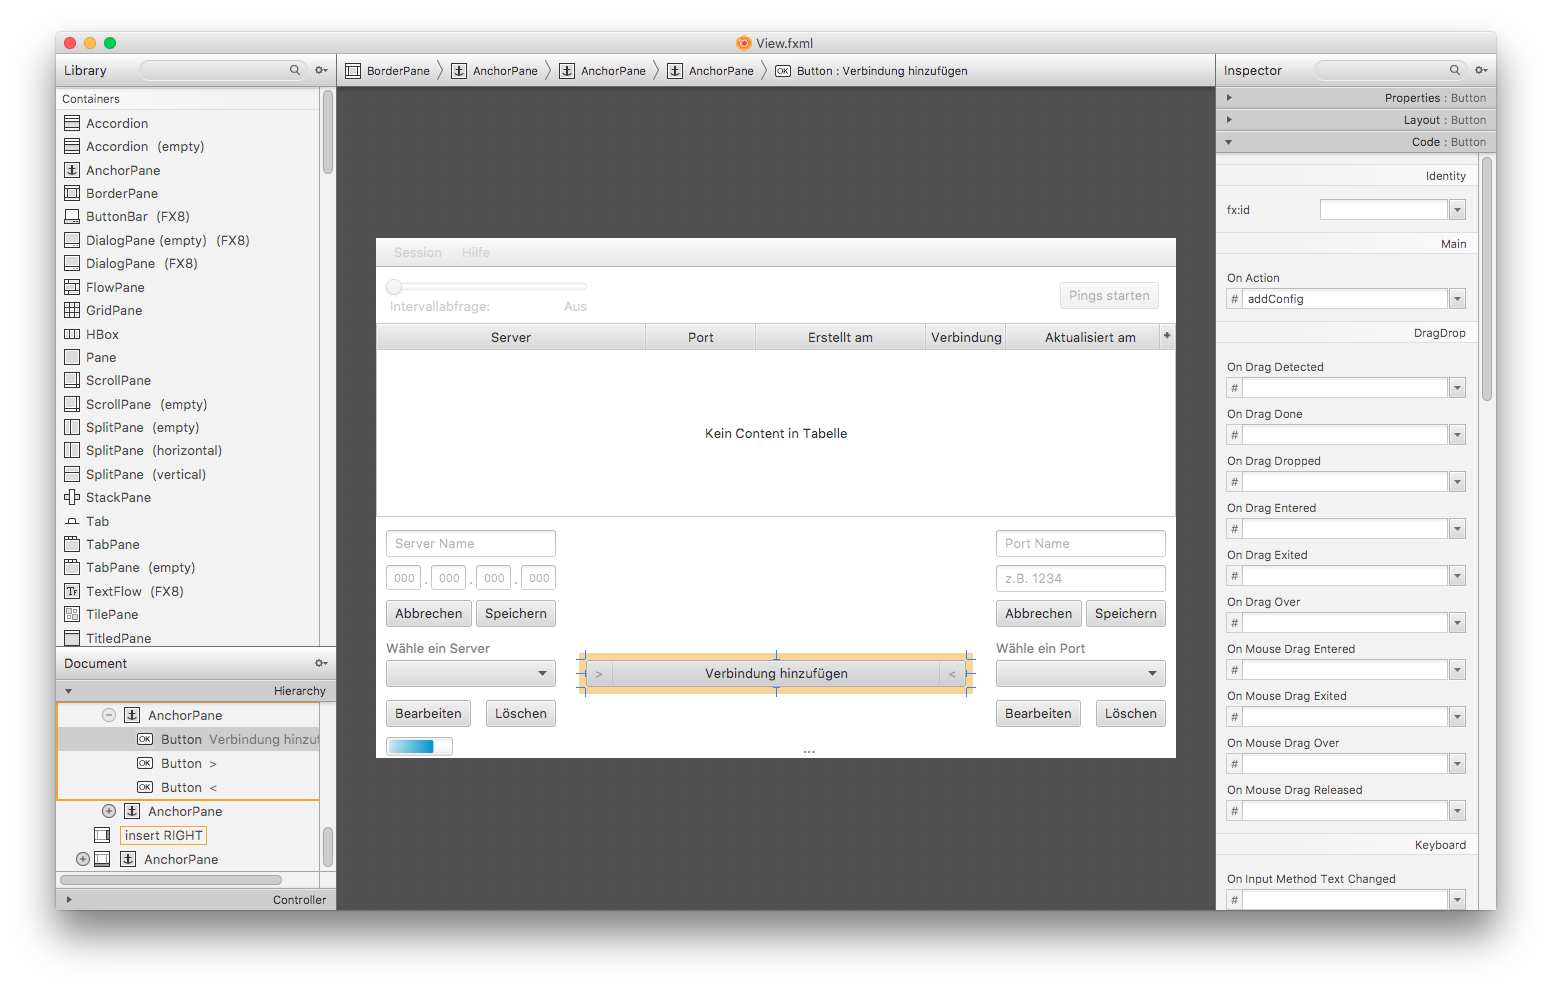 View.fxml
Library
BorderPane
AnchorPane
AnchorPane
AnchorPane
OK Button : Verbindung hinzufügen
Inspector
Containers
Accordion
Accordion (empty)
AnchorPane
BorderPane
ButtonBar (FX8)
DialogPane (empty) (FX8)
DialogPane (FX8)
FlowPane
GridPane
HBox
Pane
ScrollPane
ScrollPane (empty)
SplitPane (empty)
SplitPane (horizontal)
SplitPane (vertical)
StackPane
Tab
TabPane
TabPane (empty)
TextFlow (FX8)
TilePane
TitledPane
Document
Hierarchy
AnchorPane
OK Button Verbindung hinzuf
OK Button >
OK Button <
AnchorPane
insert RIGHT
AnchorPane
Controller
Session Hilfe
Intervallabfrage: Aus
Pings starten
Server Port Erstellt am Verbindung Aktualisiert am +
Kein Content in Tabelle
Server Name
000 . 000 . 000 . 000
Abbrechen Speichern
Wähle ein Server
Bearbeiten Löschen
> Verbindung hinzufügen <
Port Name
z.B. 1234
Abbrechen Speichern
Wähle ein Port
Bearbeiten Löschen
...
Properties : Button
Layout : Button
Code : Button
Identity
fx:id
Main
On Action
# addConfig
DragDrop
On Drag Detected
#
On Drag Done
#
On Drag Dropped
#
On Drag Entered
#
On Drag Exited
#
On Drag Over
#
On Mouse Drag Entered
#
On Mouse Drag Exited
#
On Mouse Drag Over
#
On Mouse Drag Released
#
Keyboard
On Input Method Text Changed
#